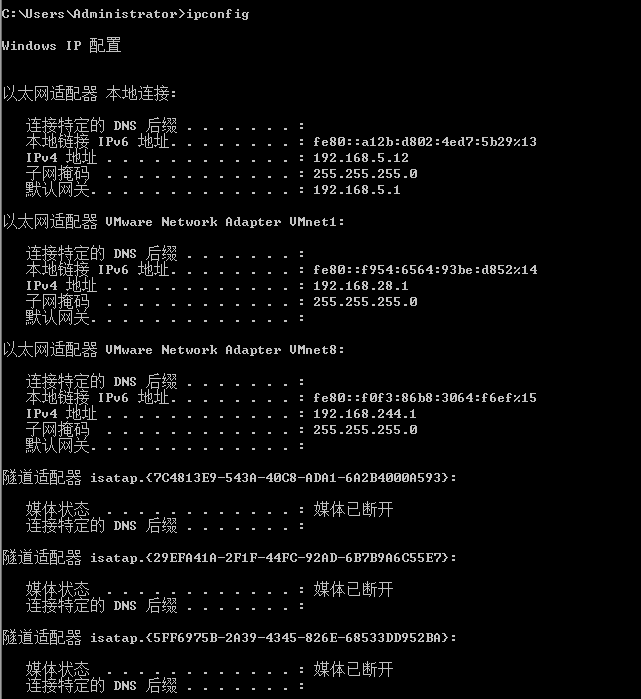 C:\Users\Administrator>ipconfig
Windows IP 配置
以太网适配器 本地连接:
连接特定的 DNS 后缀 . . . . . . . :
本地链接 IPv6 地址. . . . . . . . : fe80::a12b:d802:4ed7:5b29%13
IPv4 地址 . . . . . . . . . . . . : 192.168.5.12
子网掩码  . . . . . . . . . . . . : 255.255.255.0
默认网关. . . . . . . . . . . . . : 192.168.5.1
以太网适配器 VMware Network Adapter VMnet1:
连接特定的 DNS 后缀 . . . . . . . :
本地链接 IPv6 地址. . . . . . . . : fe80::f954:6564:93be:d852%14
IPv4 地址 . . . . . . . . . . . . : 192.168.28.1
子网掩码  . . . . . . . . . . . . : 255.255.255.0
默认网关. . . . . . . . . . . . . :
以太网适配器 VMware Network Adapter VMnet8:
连接特定的 DNS 后缀 . . . . . . . :
本地链接 IPv6 地址. . . . . . . . : fe80::f0f3:86b8:3064:f6ef%15
IPv4 地址 . . . . . . . . . . . . : 192.168.244.1
子网掩码  . . . . . . . . . . . . : 255.255.255.0
默认网关. . . . . . . . . . . . . :
隧道适配器 isatap.{7C4813E9-543A-40C8-ADA1-6A2B4000A593}:
媒体状态  . . . . . . . . . . . . : 媒体已断开
连接特定的 DNS 后缀 . . . . . . . :
隧道适配器 isatap.{29EFA41A-2F1F-44FC-92AD-6B7B9A6C55E7}:
媒体状态  . . . . . . . . . . . . : 媒体已断开
连接特定的 DNS 后缀 . . . . . . . :
隧道适配器 isatap.{5FF6975B-2A39-4345-826E-68533DD952BA}:
媒体状态  . . . . . . . . . . . . : 媒体已断开
连接特定的 DNS 后缀 . . . . . . . :